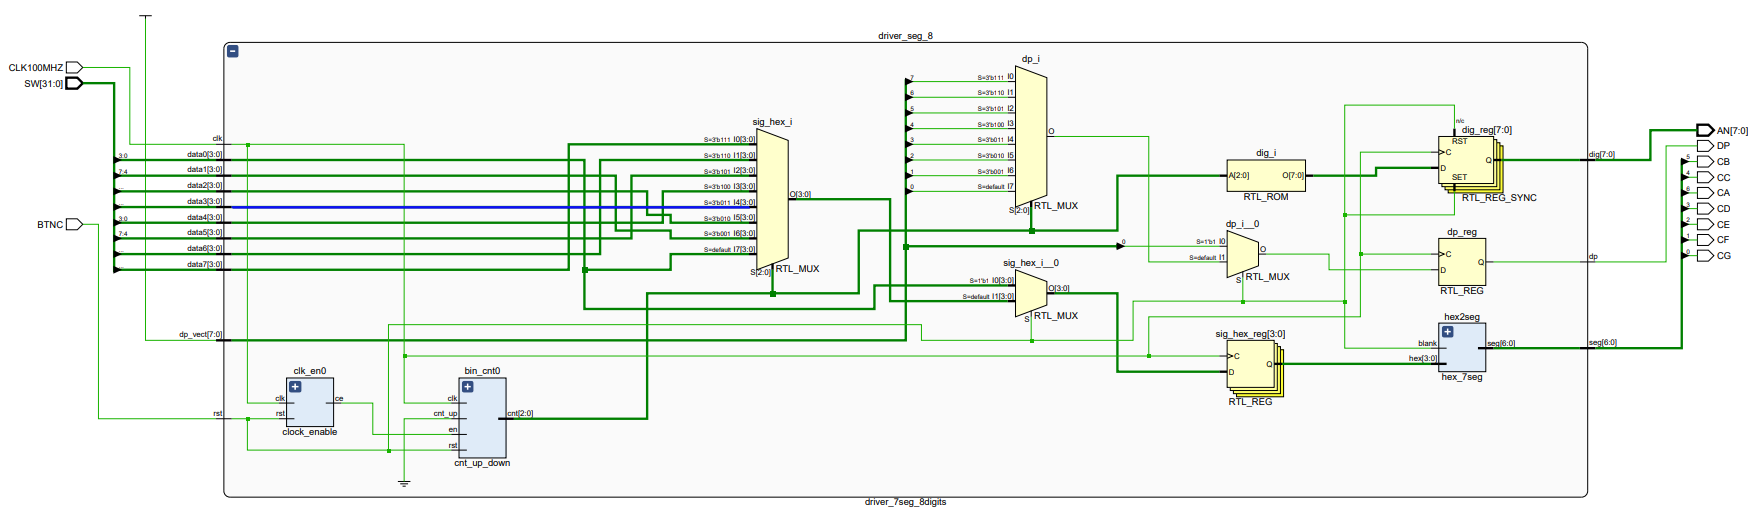 driver_seg_8
CLK100MHZ
SW[31:0]
BTNC
clk
3:0 data0[3:0]
7:4 data1[3:0]
... data2[3:0]
... data3[3:0]
3:0 data4[3:0]
7:4 data5[3:0]
... data6[3:0]
... data7[3:0]
dp_vect[7:0]
rst
clk_en0
clk
rst
ce
clock_enable
bin_cnt0
clk
cnt_up
en
rst
cnt[2:0]
cnt_up_down
sig_hex_i
S=3'b111 I0[3:0]
S=3'b110 I1[3:0]
S=3'b101 I2[3:0]
S=3'b100 I3[3:0]
S=3'b011 I4[3:0]
S=3'b010 I5[3:0]
S=3'b001 I6[3:0]
S=default I7[3:0]
O[3:0]
S[2:0]
RTL_MUX
dp_i
7 S=3'b111 I0
6 S=3'b110 I1
5 S=3'b101 I2
4 S=3'b100 I3
3 S=3'b011 I4
2 S=3'b010 I5
1 S=3'b001 I6
0 S=default I7
O
S[2:0]
RTL_MUX
sig_hex_i__0
S=1'b1 I0[3:0]
S=default I1[3:0]
O[3:0]
S
RTL_MUX
dig_i
A[2:0] O[7:0]
RTL_ROM
dp_i__0
0 S=1'b1 I0
S=default I1
O
S
RTL_MUX
sig_hex_reg[3:0]
C
D
Q
RTL_REG
n/c
dig_reg[7:0]
RST
C
Q
D
SET
RTL_REG_SYNC
dp_reg
C
Q
D
RTL_REG
hex2seg
blank
hex[3:0]
seg[6:0]
hex_7seg
dig[7:0]
dp
seg[6:0]
AN[7:0]
DP
5 CB
4 CC
6 CA
3 CD
2 CE
1 CF
0 CG
driver_7seg_8digits